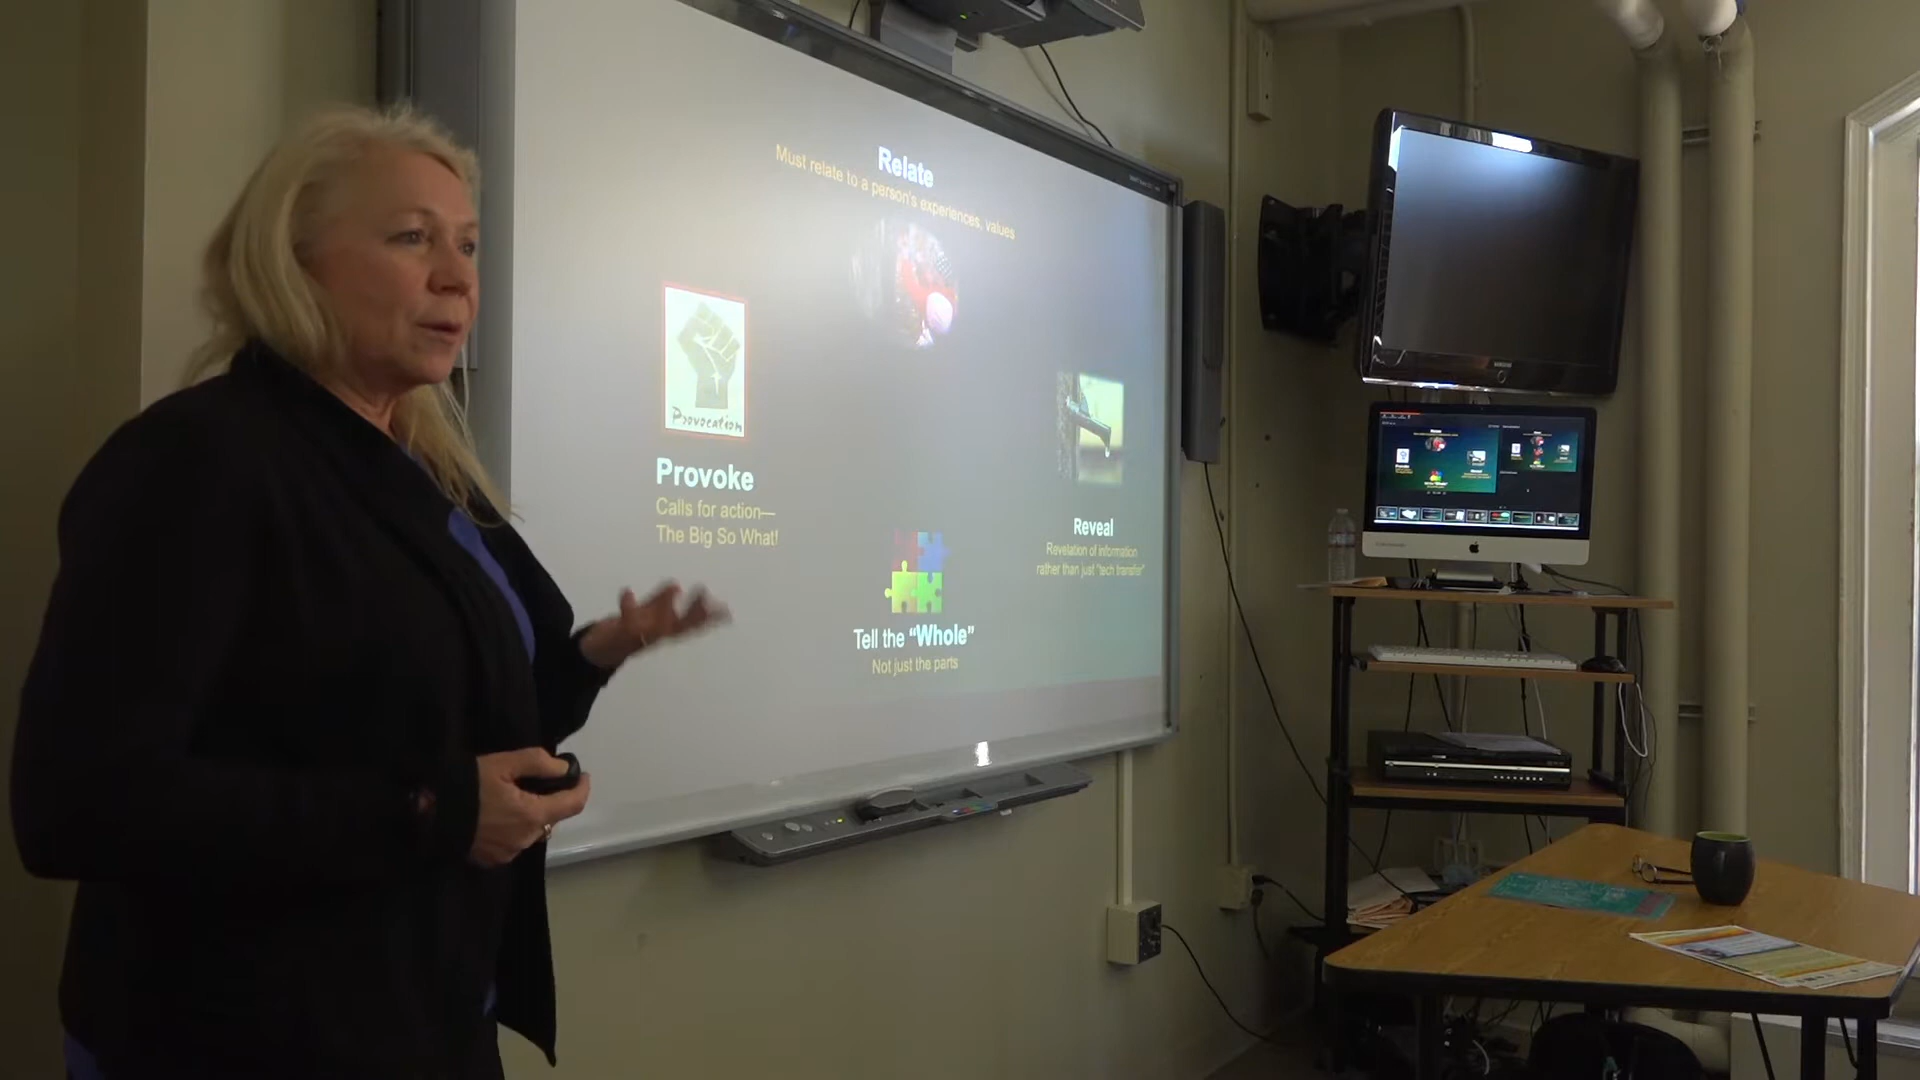 Relate
Must relate to a person's experiences, values
Provocation
Provoke
Calls for action—
The Big So What!
Reveal
Revelation of information
rather than just "tech transfer"
Tell the "Whole"
Not just the parts
SAMSUNG